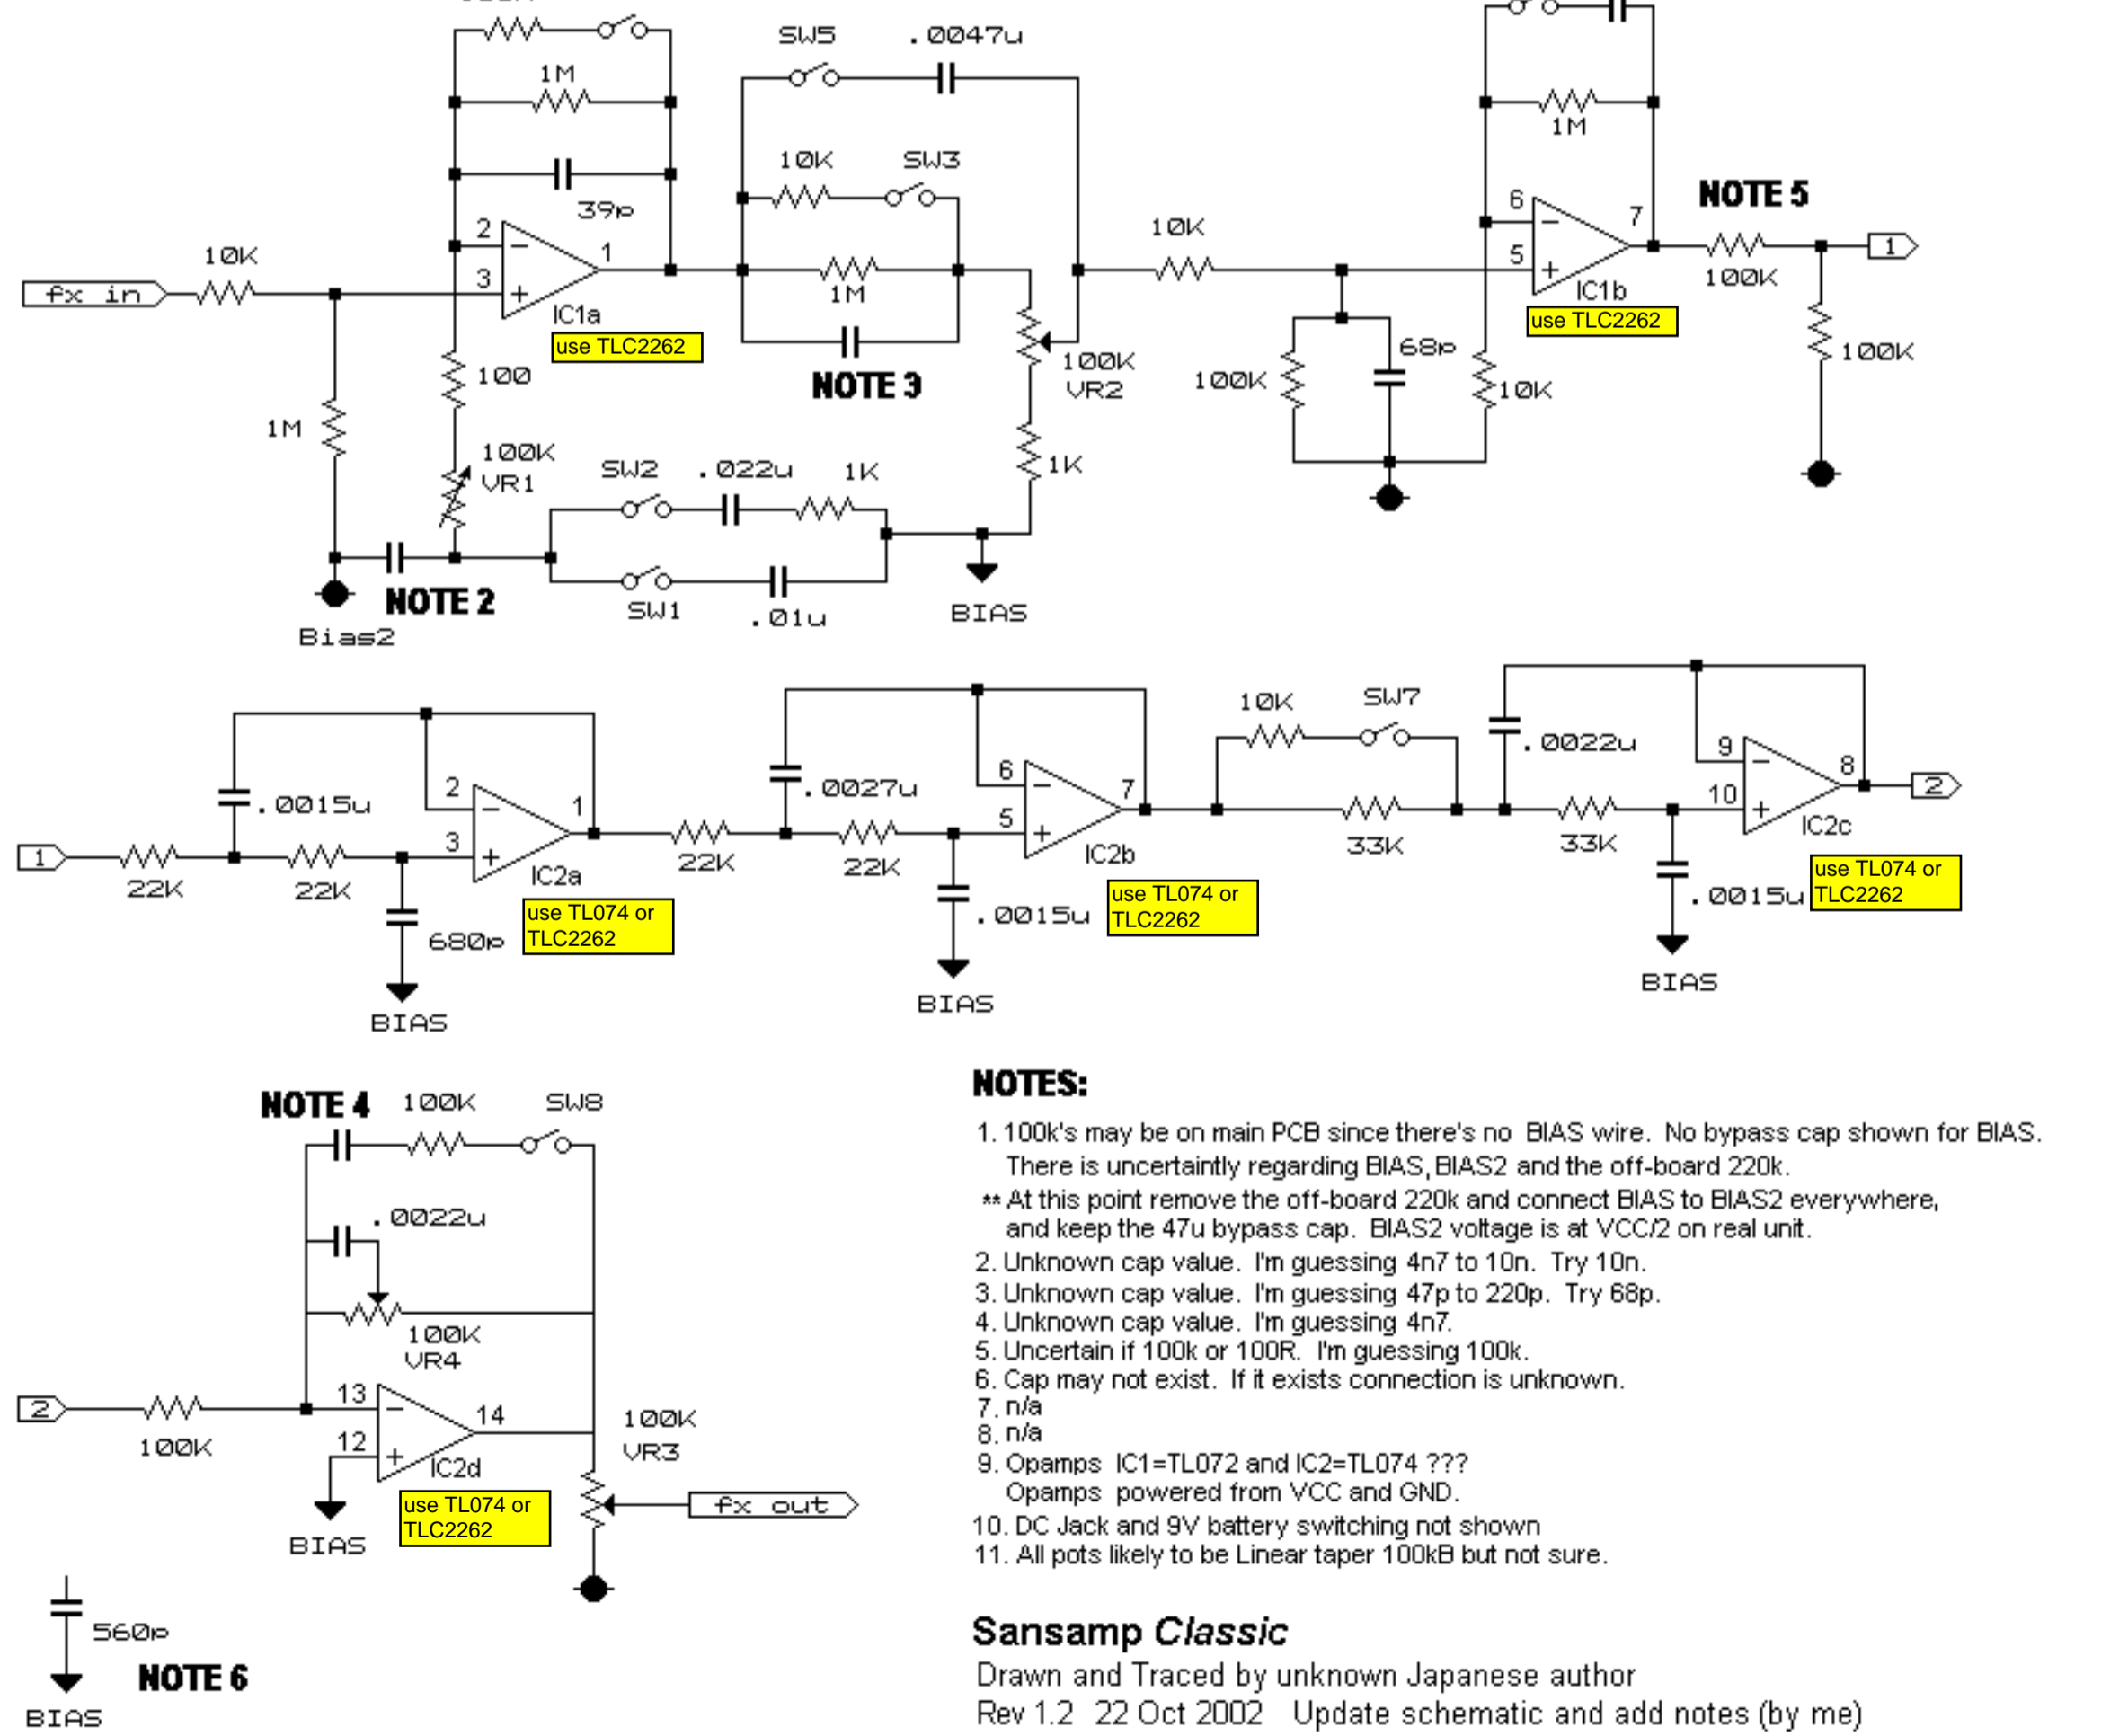 SW5
.0047u
1M
10K
SW3
39p
1M
NOTE 3
2
3
1
IC1a
use TLC2262
fx in
10K
1M
100
100K
VR1
NOTE 2
Bias2
SW2
.022u
1K
SW1
.01u
100K
VR2
1K
BIAS
10K
100K
68p
10K
1M
6
5
7
IC1b
use TLC2262
NOTE 5
100K
1
100K
1
22K
.0015u
22K
680p
BIAS
2
3
1
IC2a
use TL074 or
TLC2262
22K
.0027u
22K
.0015u
BIAS
6
5
7
IC2b
use TL074 or
TLC2262
10K
SW7
33K
.0022u
33K
.0015u
BIAS
9
10
8
IC2c
use TL074 or
TLC2262
2
NOTE 4
100K
SW8
.0022u
100K
VR4
2
100K
13
12
14
IC2d
use TL074 or
TLC2262
BIAS
100K
VR3
fx out
560p
NOTE 6
BIAS
NOTES:
1. 100k's may be on main PCB since there's no BIAS wire. No bypass cap shown for BIAS.
There is uncertaintly regarding BIAS, BIAS2 and the off-board 220k.
** At this point remove the off-board 220k and connect BIAS to BIAS2 everywhere,
and keep the 47u bypass cap. BIAS2 voltage is at VCC/2 on real unit.
2. Unknown cap value. I'm guessing 4n7 to 10n. Try 10n.
3. Unknown cap value. I'm guessing 47p to 220p. Try 68p.
4. Unknown cap value. I'm guessing 4n7.
5. Uncertain if 100k or 100R. I'm guessing 100k.
6. Cap may not exist. If it exists connection is unknown.
7. n/a
8. n/a
9. Opamps IC1=TL072 and IC2=TL074 ???
Opamps powered from VCC and GND.
10. DC Jack and 9V battery switching not shown
11. All pots likely to be Linear taper 100kB but not sure.
Sansamp Classic
Drawn and Traced by unknown Japanese author
Rev 1.2 22 Oct 2002 Update schematic and add notes (by me)